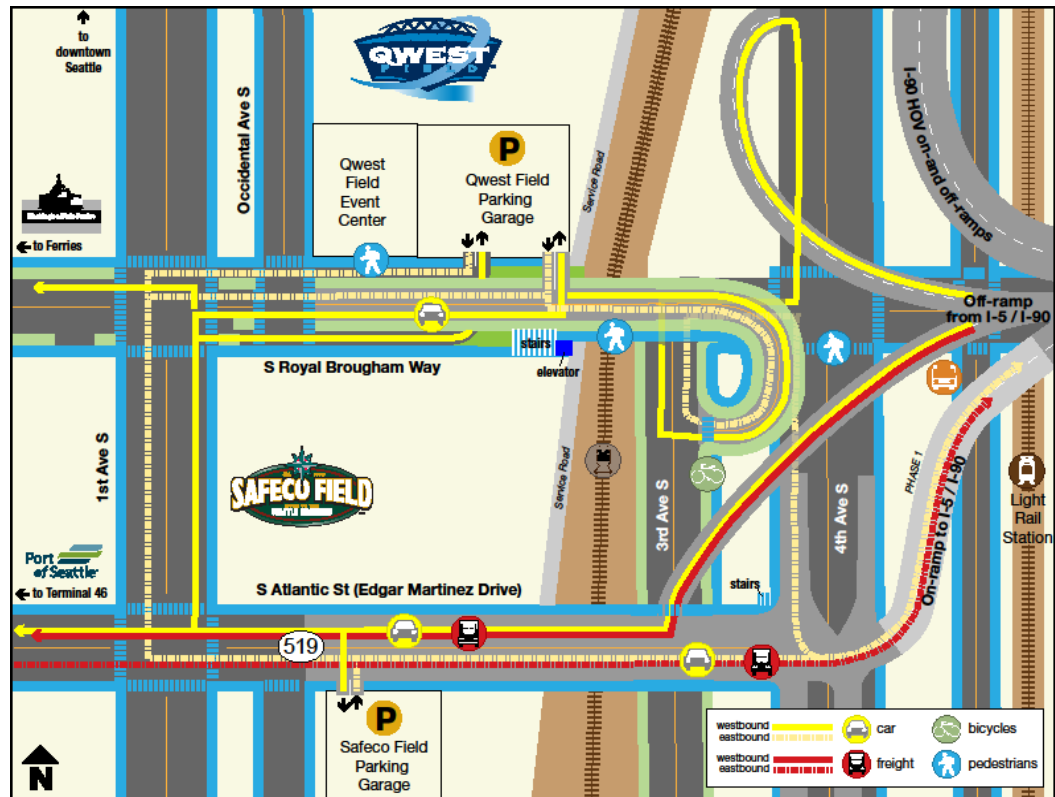 to
downtown
Seattle
QWEST
FIELD
Occidental Ave S
Qwest
Field
Event
Center
P
Qwest Field
Parking
Garage
Service Road
I-90 HOV on-and off-ramps
to Ferries
Off-ramp
from I-5 / I-90
stairs
elevator
S Royal Brougham Way
1st Ave S
SAFECO FIELD
Service Road
3rd Ave S
4th Ave S
PHASE 1
On-ramp to I-5 / I-90
Light
Rail
Station
Port
of Seattle
to Terminal 46
S Atlantic St (Edgar Martinez Drive)
stairs
519
P
Safeco Field
Parking
Garage
N
westbound
eastbound
car
bicycles
westbound
eastbound
freight
pedestrians